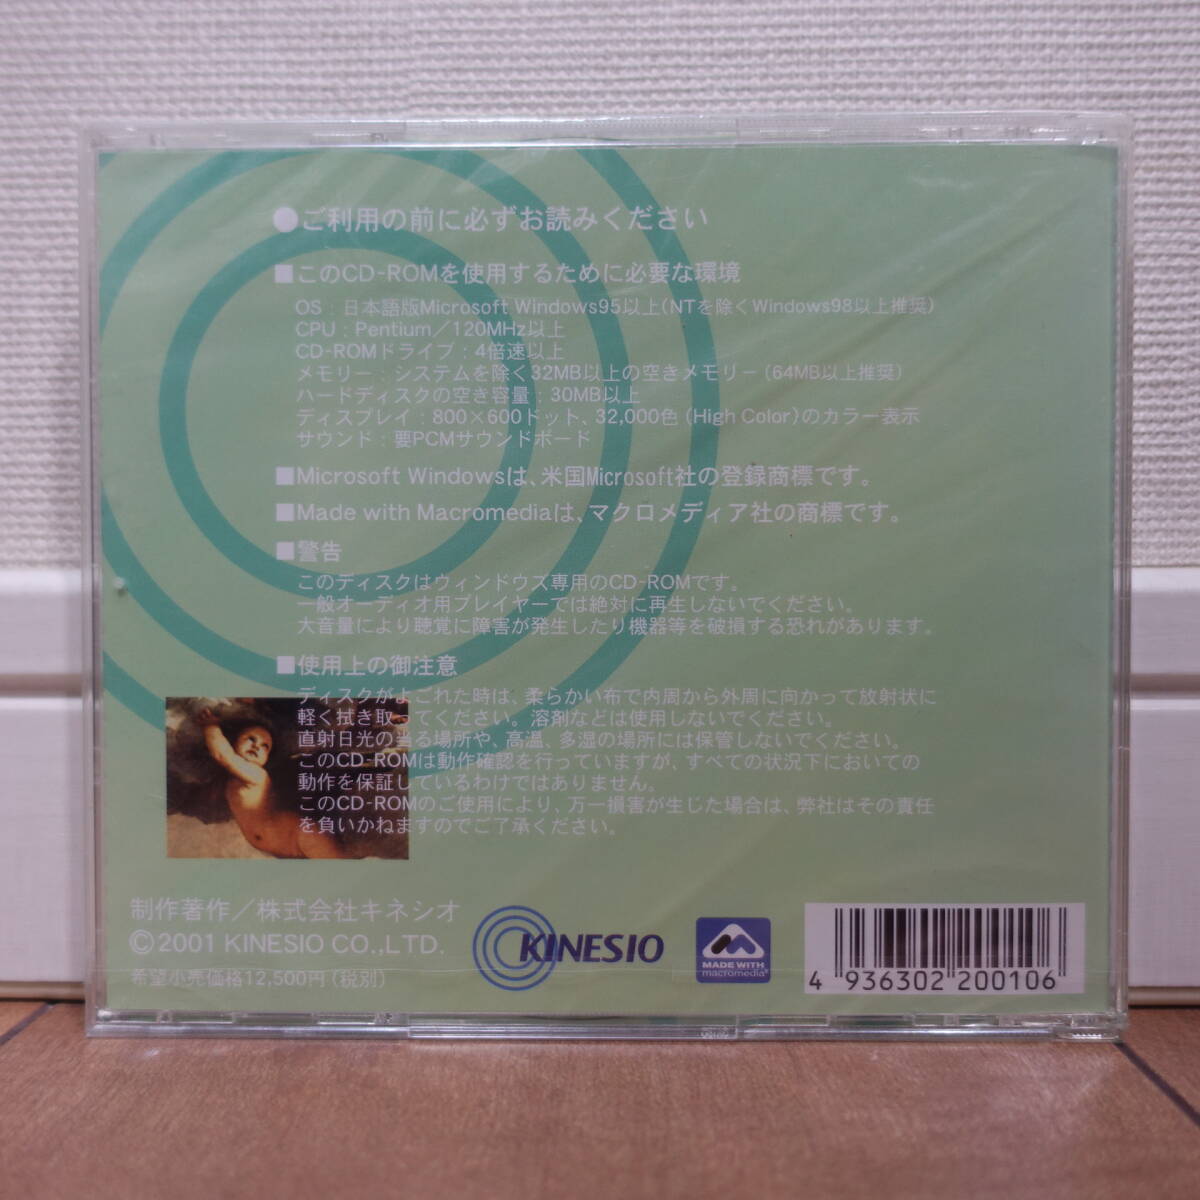 ●ご利用の前に必ずお読みください
■このCD-ROMを使用するために必要な環境
OS：日本語版Microsoft Windows95以上（NTを除くWindows98以上推奨）
CPU：Pentium／120MHz以上
CD-ROMドライブ：4倍速以上
メモリー：システムを除く32MB以上の空きメモリー（64MB以上推奨）
ハードディスクの空き容量：30MB以上
ディスプレイ：800×600ドット、32,000色（High Color）のカラー表示
サウンド：要PCMサウンドボード
■Microsoft Windowsは、米国Microsoft社の登録商標です。
■Made with Macromediaは、マクロメディア社の商標です。
■警告
このディスクはウィンドウズ専用のCD-ROMです。
一般オーディオ用プレイヤーでは絶対に再生しないでください。
大音量により聴覚に障害が発生したり機器等を破損する恐れがあります。
■使用上の御注意
ディスクがよごれた時は、柔らかい布で内周から外周に向かって放射状に
軽く拭き取ってください。溶剤などは使用しないでください。
直射日光の当る場所や、高温、多湿の場所には保管しないでください。
このCD-ROMは動作確認を行っていますが、すべての状況下においての
動作を保証しているわけではありません。
このCD-ROMのご使用により、万一損害が生じた場合は、弊社はその責任
を負いかねますのでご了承ください。
制作著作／株式会社キネシオ
©2001 KINESIO CO.,LTD.
希望小売価格12,500円（税別）
KINESIO
MADE WITH
macromedia®
4 936302 200106